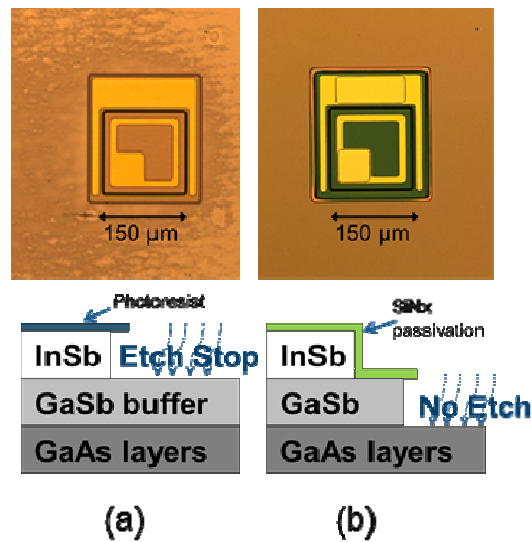 150 µm
150 µm
Photoresist
InSb
Etch Stop
GaSb buffer
GaAs layers
(a)
SiNx
passivation
InSb
GaSb
No Etch
GaAs layers
(b)